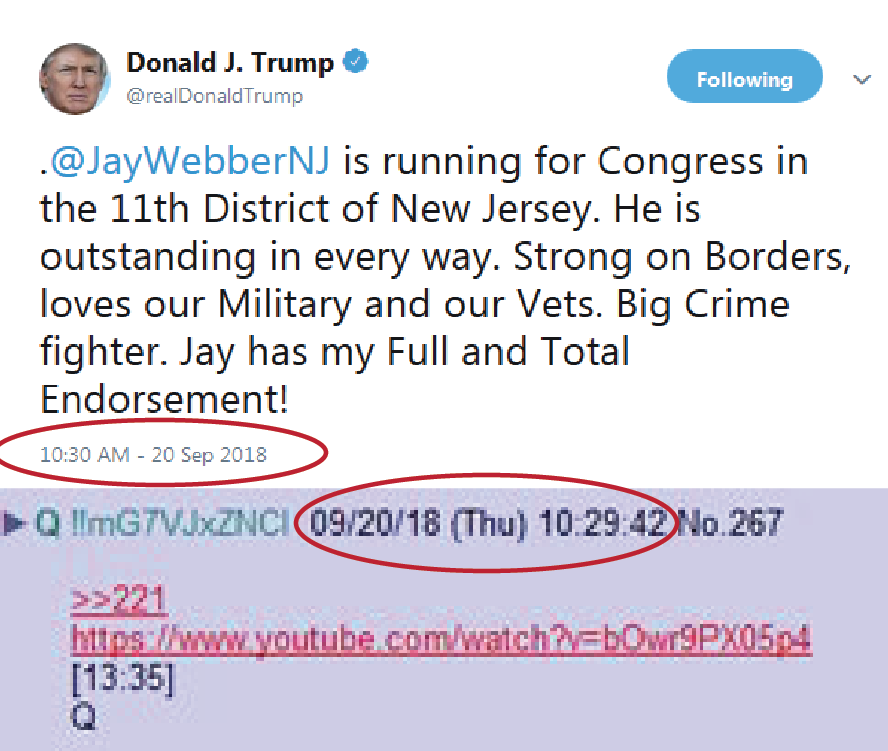 Donald J. Trump
@realDonaldTrump
Following
.@JayWebberNJ is running for Congress in
the 11th District of New Jersey. He is
outstanding in every way. Strong on Borders,
loves our Military and our Vets. Big Crime
fighter. Jay has my Full and Total
Endorsement!
10:30 AM - 20 Sep 2018
Q !!mG7VJxZNCI 09/20/18 (Thu) 10:29:42 No.267
>>221
https://www.youtube.com/watch?v=bOwr9PX05p4
[13:35]
Q